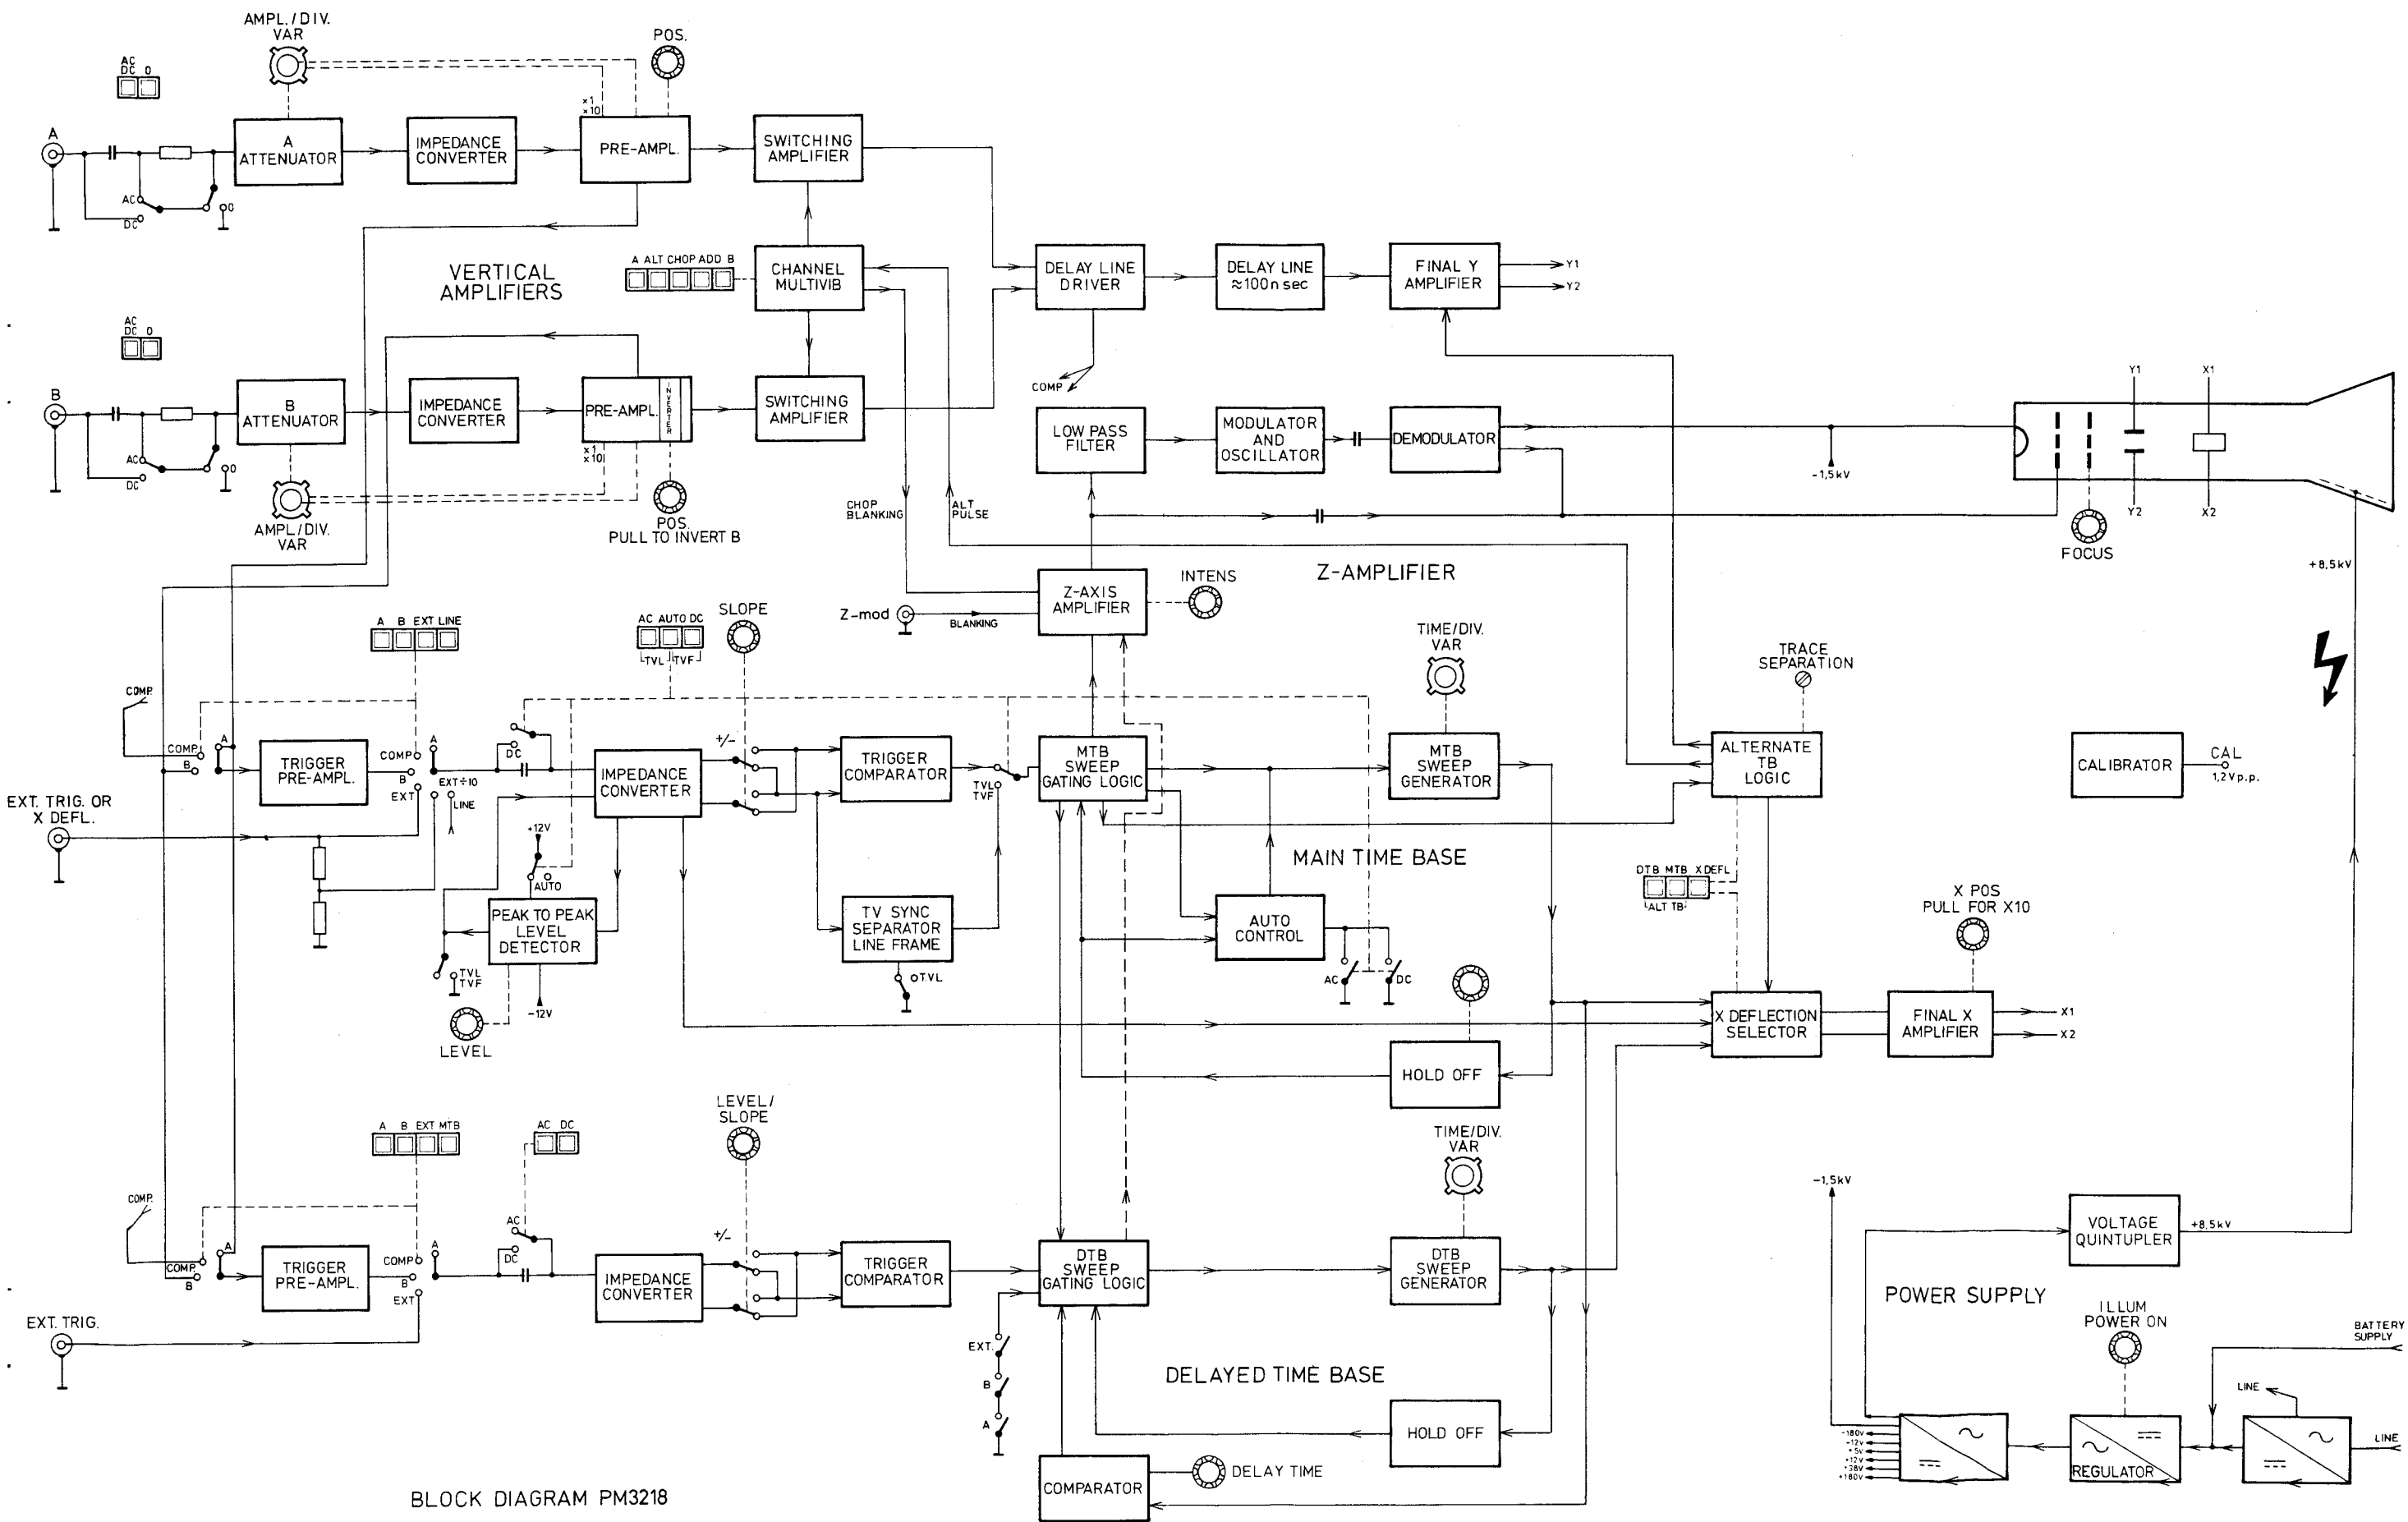 AMPL./DIV.
VAR
POS.
AC
DC 0
x1
x10
A
A
ATTENUATOR
IMPEDANCE
CONVERTER
PRE-AMPL.
SWITCHING
AMPLIFIER
AC
DC
0
VERTICAL
AMPLIFIERS
A ALT CHOP ADD B
CHANNEL
MULTIVIB
DELAY LINE
DRIVER
DELAY LINE
≈100n sec
FINAL Y
AMPLIFIER
Y1
Y2
AC
DC 0
B
B
ATTENUATOR
IMPEDANCE
CONVERTER
PRE-AMPL.
INVERTER
SWITCHING
AMPLIFIER
COMP
AC
DC
0
x1
x10
AMPL/DIV.
VAR
POS.
PULL TO INVERT B
CHOP
BLANKING
ALT
PULSE
LOW PASS
FILTER
MODULATOR
AND
OSCILLATOR
DEMODULATOR
-1,5kV
Y1
X1
Y2
X2
FOCUS
+8,5kV
Z-AMPLIFIER
Z-AXIS
AMPLIFIER
INTENS
Z-mod
BLANKING
A B EXT LINE
AC AUTO DC
TVL TVF
SLOPE
TIME/DIV.
VAR
TRACE
SEPARATION
COMP.
COMP.
B
A
TRIGGER
PRE-AMPL.
COMP
B
EXT
A
EXT÷10
LINE
DC
IMPEDANCE
CONVERTER
+/-
TRIGGER
COMPARATOR
TVL
TVF
MTB
SWEEP
GATING LOGIC
MTB
SWEEP
GENERATOR
ALTERNATE
TB
LOGIC
CALIBRATOR
CAL
1,2Vp.p.
EXT. TRIG. OR
X DEFL.
+12V
AUTO
MAIN TIME BASE
DTB MTB X DEFL
ALT TB
X POS
PULL FOR X10
PEAK TO PEAK
LEVEL
DETECTOR
TVL
TVF
-12V
LEVEL
TV SYNC
SEPARATOR
LINE FRAME
TVL
AUTO
CONTROL
AC
DC
X DEFLECTION
SELECTOR
FINAL X
AMPLIFIER
X1
X2
HOLD OFF
A B EXT MTB
AC DC
LEVEL/
SLOPE
TIME/DIV.
VAR
COMP.
COMP.
B
A
TRIGGER
PRE-AMPL.
COMP
B
EXT
A
AC
DC
IMPEDANCE
CONVERTER
+/-
TRIGGER
COMPARATOR
DTB
SWEEP
GATING LOGIC
DTB
SWEEP
GENERATOR
EXT. TRIG.
EXT.
B
A
DELAYED TIME BASE
HOLD OFF
COMPARATOR
DELAY TIME
-1,5kV
VOLTAGE
QUINTUPLER
+8,5kV
POWER SUPPLY
ILLUM
POWER ON
BATTERY
SUPPLY
LINE
LINE
REGULATOR
-180V
-12V
+5V
+12V
+38V
+180V
BLOCK DIAGRAM PM3218